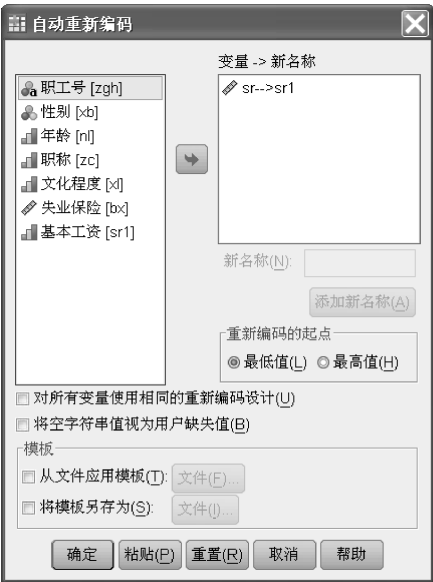 自动重新编码
变量 -> 新名称
职工号 [zgh]
性别 [xb]
年龄 [nl]
职称 [zc]
文化程度 [xl]
失业保险 [bx]
基本工资 [sr1]
sr-->sr1
新名称(N):
添加新名称(A)
重新编码的起点
最低值(L) 最高值(H)
对所有变量使用相同的重新编码设计(U)
将空字符串值视为用户缺失值(B)
模板
从文件应用模板(T): 文件(F)...
将模板另存为(S): 文件(I)...
确定 粘贴(P) 重置(R) 取消 帮助